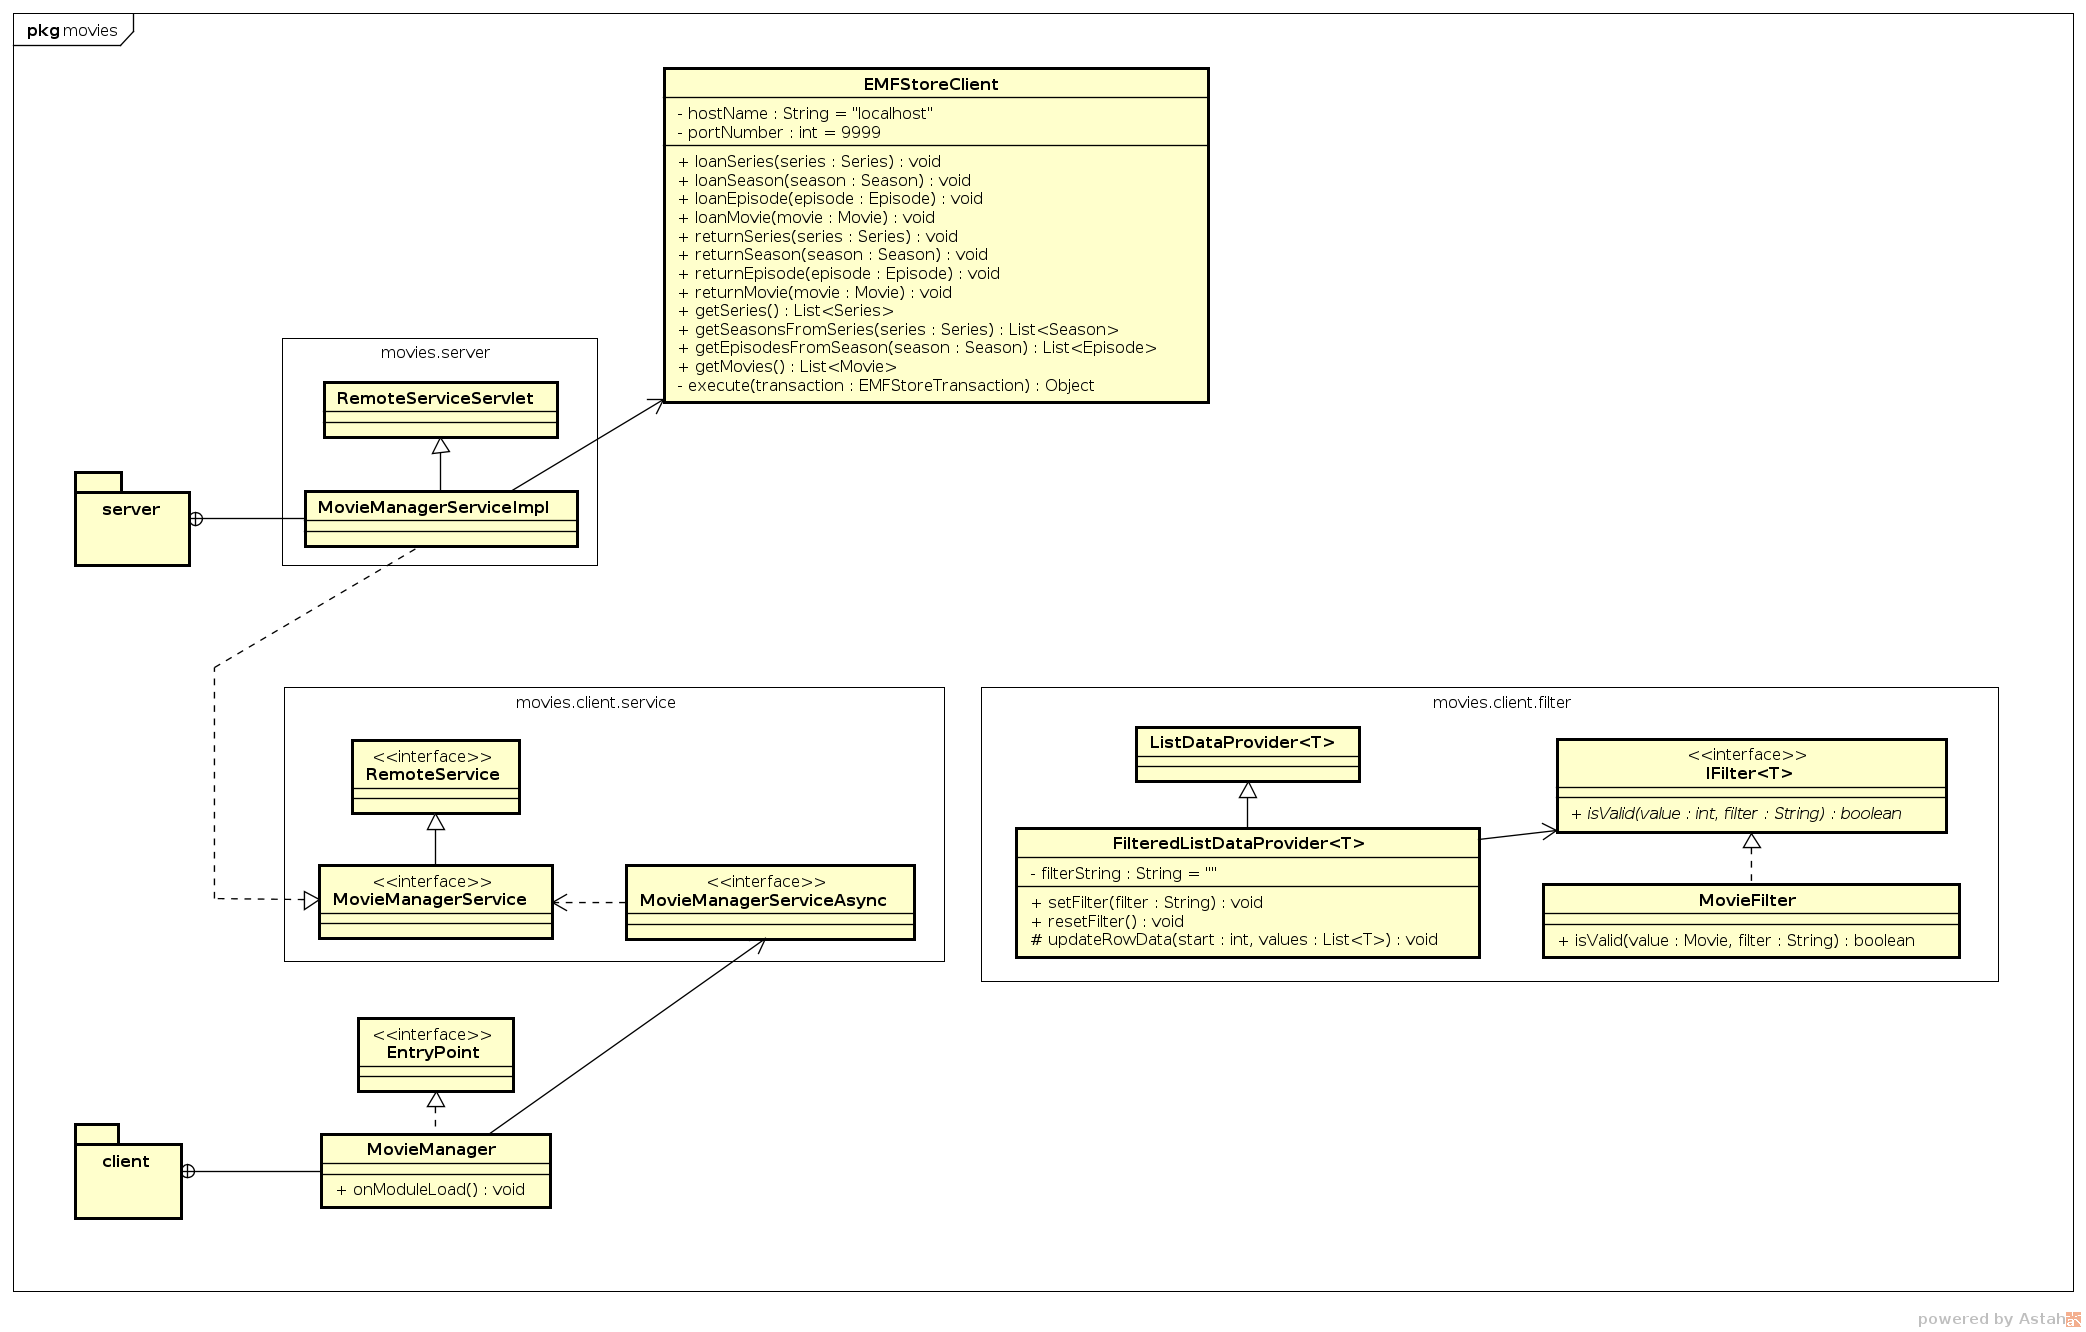 pkg movies
EMFStoreClient
- hostName : String = "localhost"
- portNumber : int = 9999
+ loanSeries(series : Series) : void
+ loanSeason(season : Season) : void
+ loanEpisode(episode : Episode) : void
+ loanMovie(movie : Movie) : void
+ returnSeries(series : Series) : void
+ returnSeason(season : Season) : void
+ returnEpisode(episode : Episode) : void
+ returnMovie(movie : Movie) : void
+ getSeries() : List<Series>
+ getSeasonsFromSeries(series : Series) : List<Season>
+ getEpisodesFromSeason(season : Season) : List<Episode>
+ getMovies() : List<Movie>
- execute(transaction : EMFStoreTransaction) : Object
movies.server
RemoteServiceServlet
MovieManagerServiceImpl
server
movies.client.service
<<interface>>
RemoteService
<<interface>>
MovieManagerService
<<interface>>
MovieManagerServiceAsync
movies.client.filter
ListDataProvider<T>
<<interface>>
IFilter<T>
+ isValid(value : int, filter : String) : boolean
FilteredListDataProvider<T>
- filterString : String = ""
+ setFilter(filter : String) : void
+ resetFilter() : void
# updateRowData(start : int, values : List<T>) : void
MovieFilter
+ isValid(value : Movie, filter : String) : boolean
<<interface>>
EntryPoint
MovieManager
+ onModuleLoad() : void
client
powered by Astah